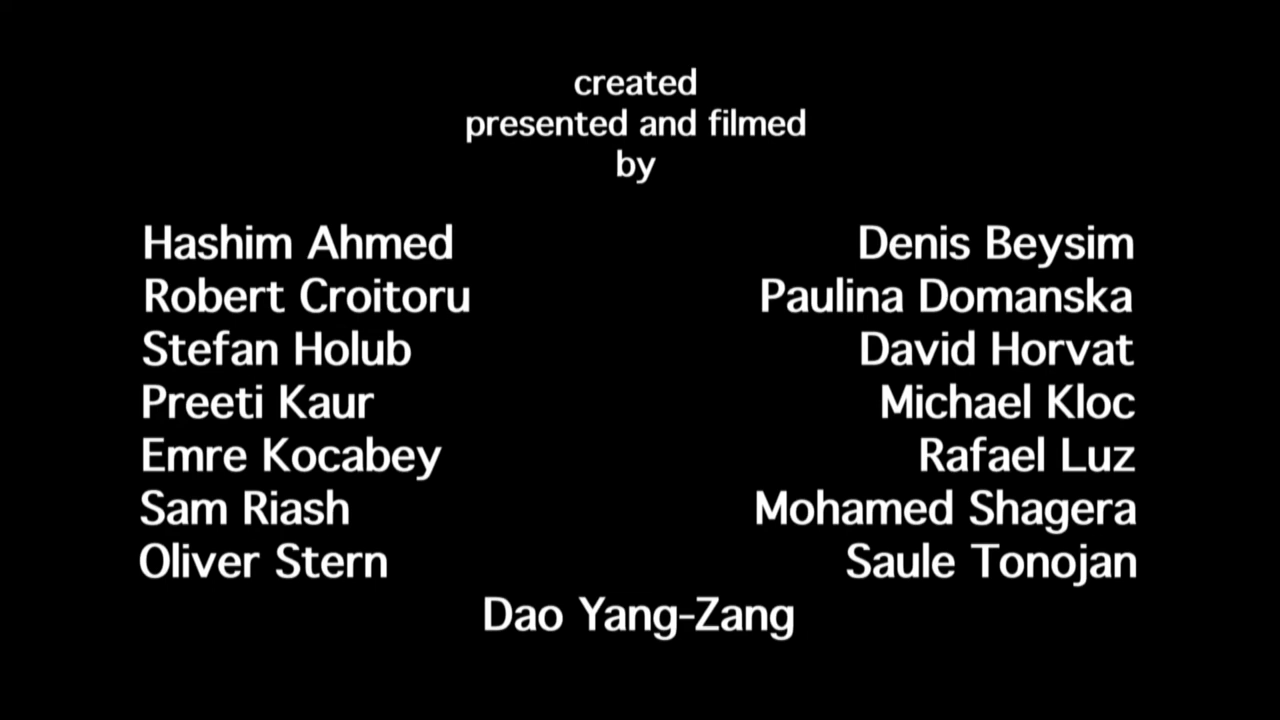 created
presented and filmed
by
Hashim Ahmed Denis Beysim
Robert Croitoru Paulina Domanska
Stefan Holub David Horvat
Preeti Kaur Michael Kloc
Emre Kocabey Rafael Luz
Sam Riash Mohamed Shagera
Oliver Stern Saule Tonojan
Dao Yang-Zang